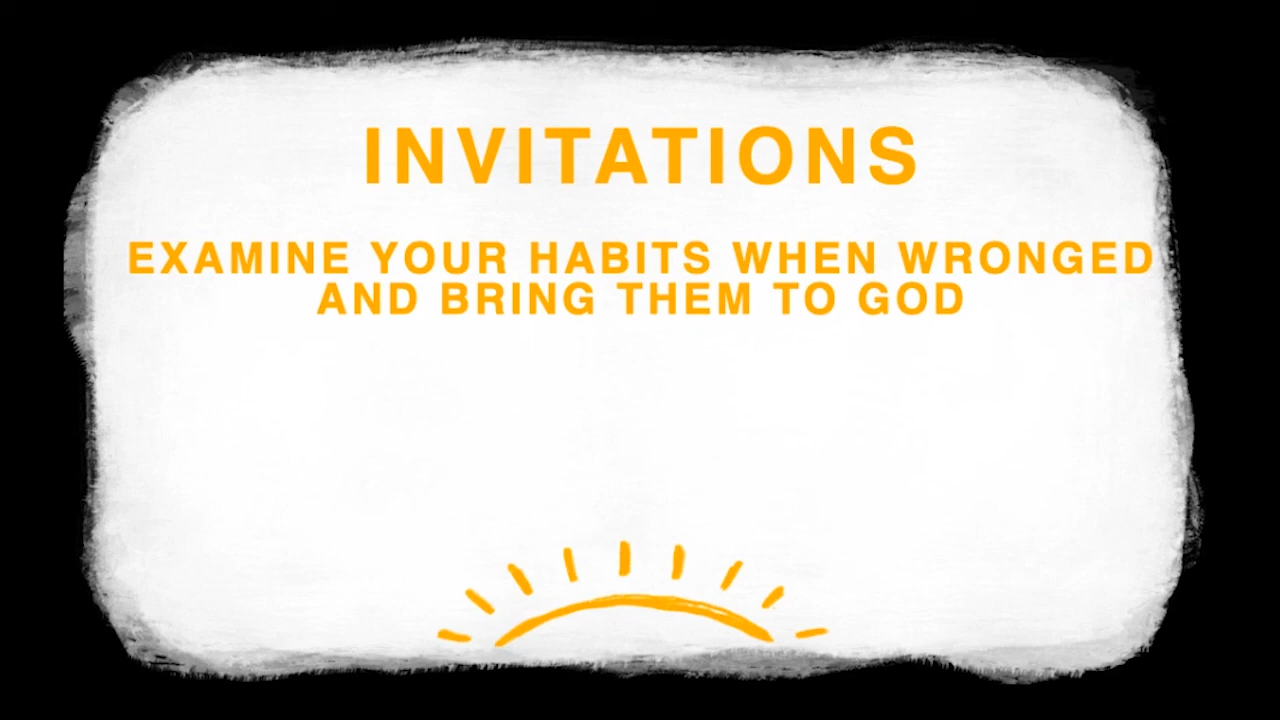 INVITATIONS
EXAMINE YOUR HABITS WHEN WRONGED
AND BRING THEM TO GOD